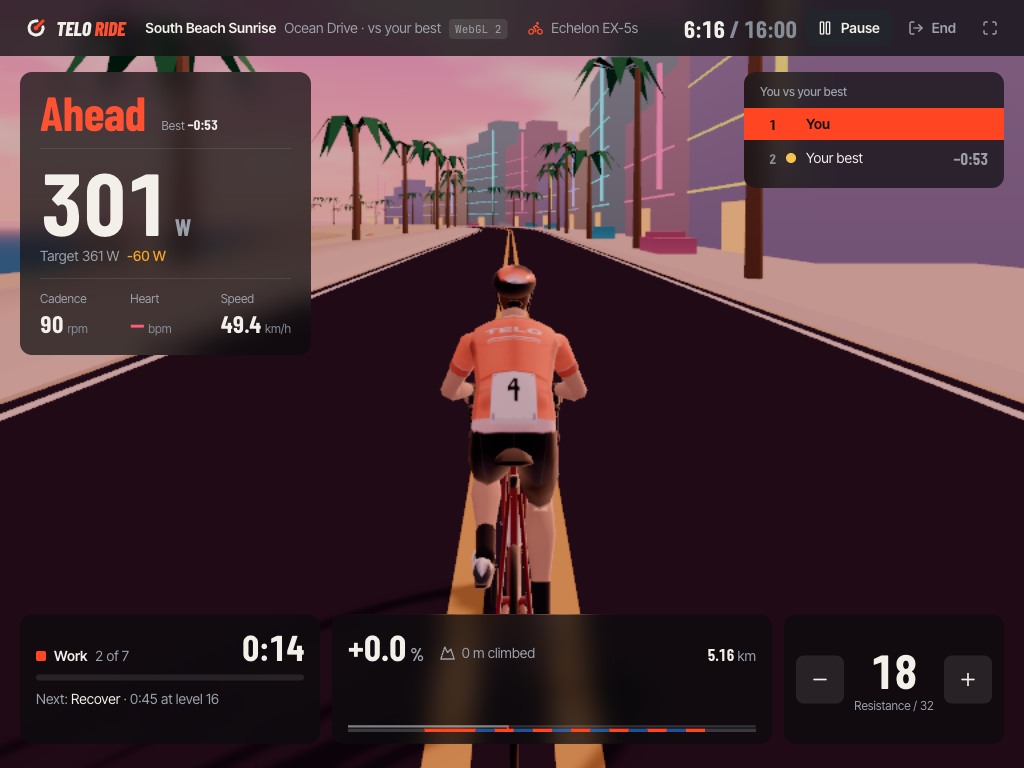 TELO RIDE South Beach Sunrise Ocean Drive · vs your best WebGL 2 Echelon EX-5s 6:16 / 16:00 Pause End
Ahead Best –0:53
301 W
Target 361 W -60 W
Cadence Heart Speed
90 rpm – bpm 49.4 km/h
You vs your best
1 You
2 Your best –0:53
TELO
4
Work 2 of 7 0:14
Next: Recover · 0:45 at level 16
+0.0 % 0 m climbed 5.16 km
− 18 +
Resistance / 32